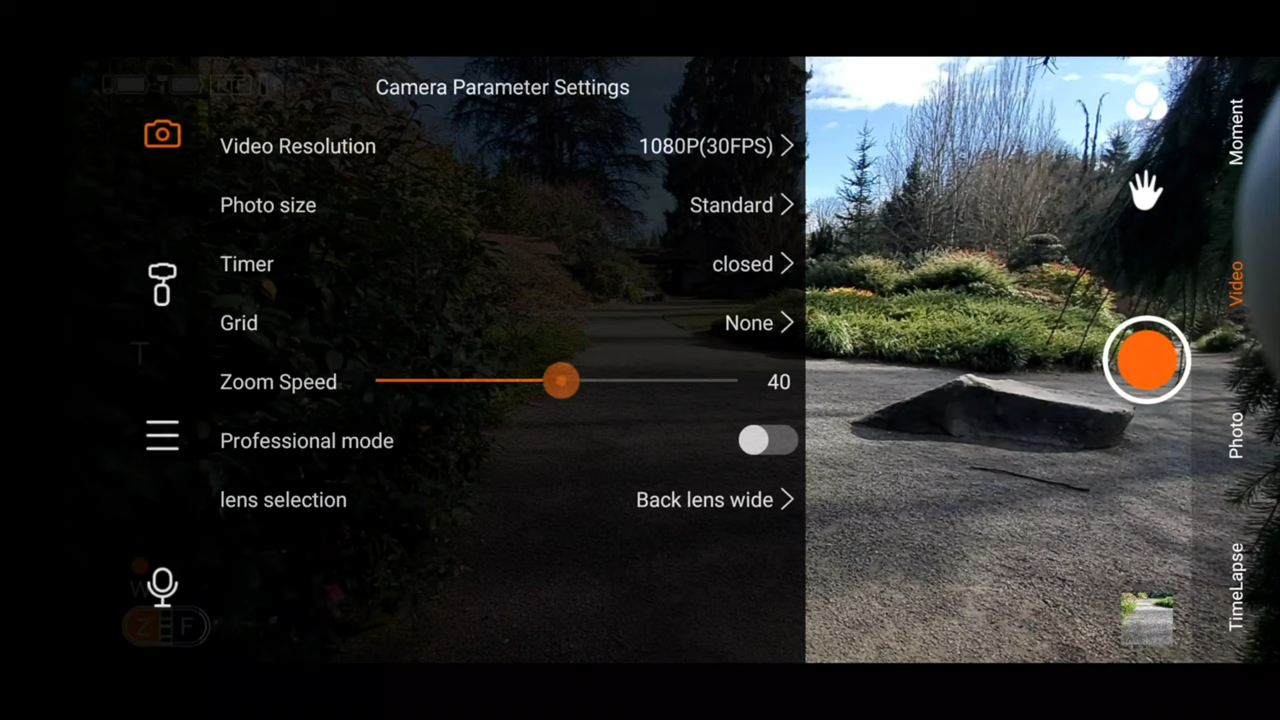 Camera Parameter Settings
Video Resolution 1080P(30FPS)
Photo size Standard
Timer closed
Grid None
Zoom Speed 40
Professional mode
lens selection Back lens wide
T
W
Z F
Moment
Video
Photo
TimeLapse